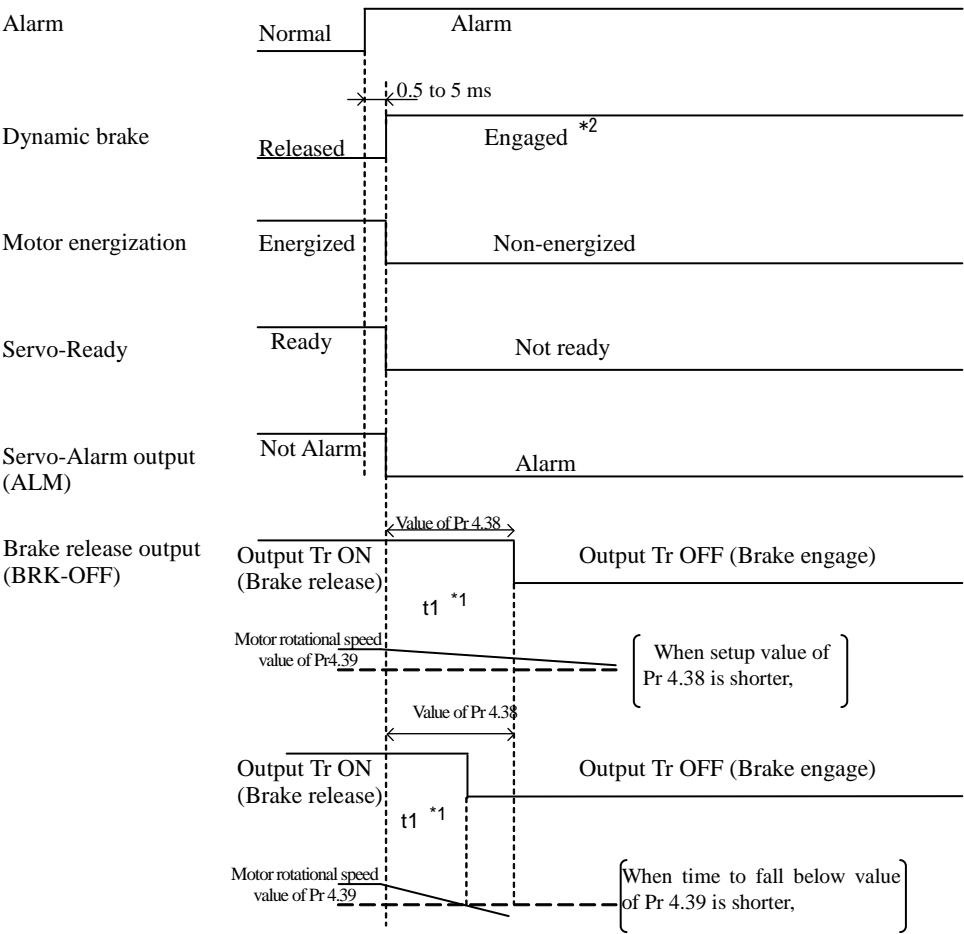 Alarm
Normal
Alarm
0.5 to 5 ms
Dynamic brake
Released
Engaged *2
Motor energization
Energized
Non-energized
Servo-Ready
Ready
Not ready
Servo-Alarm output
(ALM)
Not Alarm
Alarm
Value of Pr 4.38
Brake release output
(BRK-OFF)
Output Tr ON
(Brake release)
Output Tr OFF (Brake engage)
t1 *1
Motor rotational speed
value of Pr4.39
When setup value of
Pr 4.38 is shorter,
Value of Pr 4.38
Output Tr ON
(Brake release)
Output Tr OFF (Brake engage)
t1 *1
Motor rotational speed
value of Pr 4.39
When time to fall below value
of Pr 4.39 is shorter,